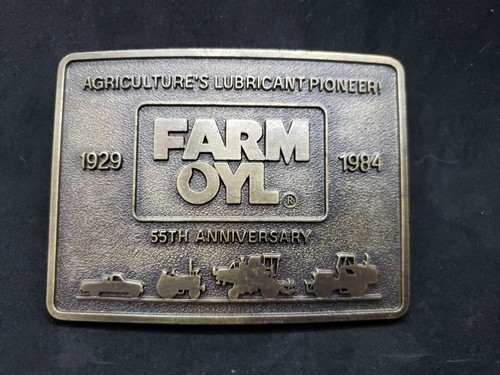 AGRICULTURE'S LUBRICANT PIONEER!
FARM
OYL®
1929
1984
55TH ANNIVERSARY